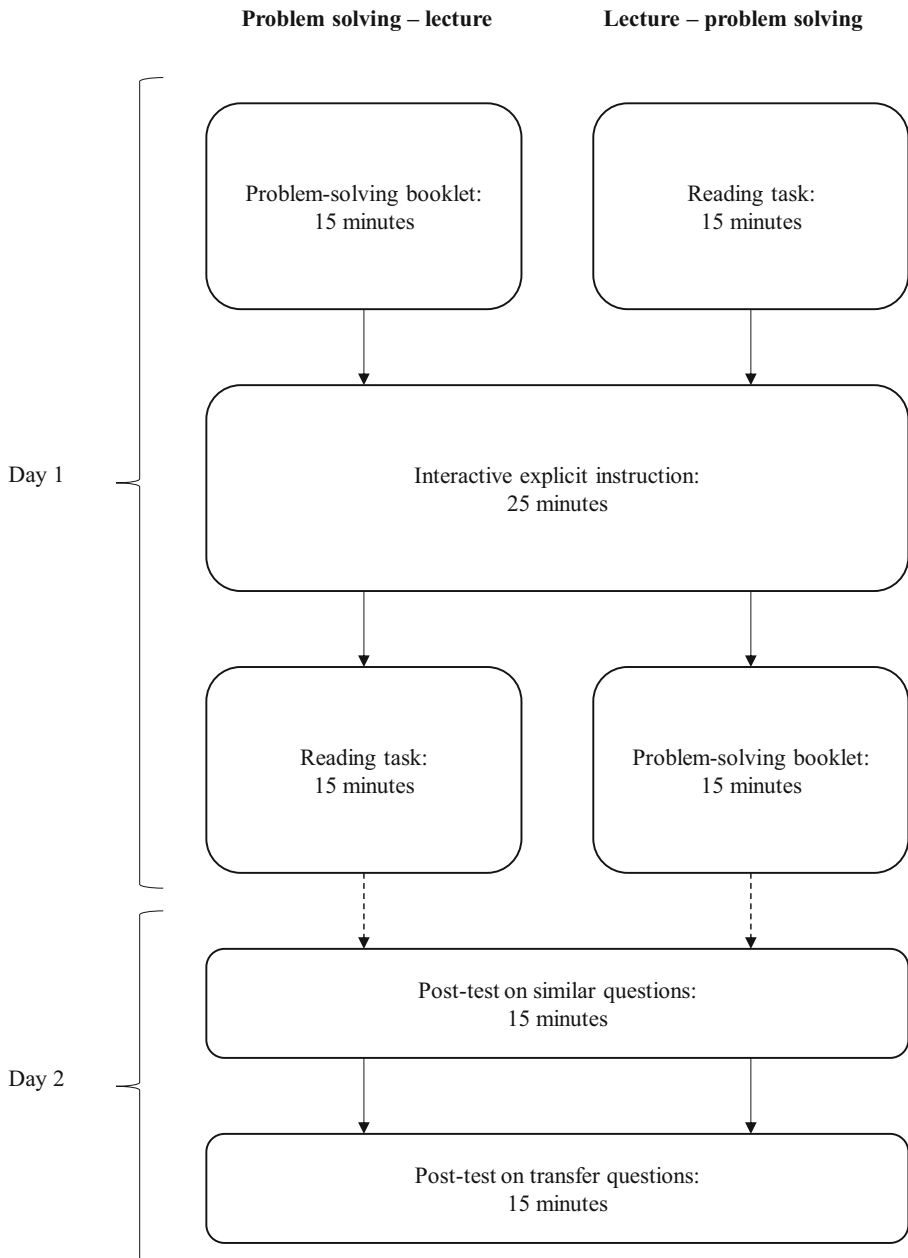 Problem solving – lecture
Lecture – problem solving
Problem-solving booklet:
15 minutes
Reading task:
15 minutes
Day 1
Interactive explicit instruction:
25 minutes
Reading task:
15 minutes
Problem-solving booklet:
15 minutes
Post-test on similar questions:
15 minutes
Day 2
Post-test on transfer questions:
15 minutes